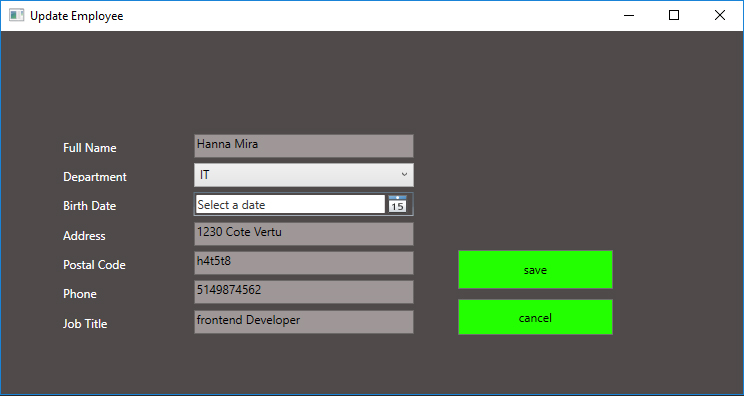 Update Employee
Full Name Hanna Mira
Department IT
Birth Date Select a date 15
Address 1230 Cote Vertu
Postal Code h4t5t8
Phone 5149874562
Job Title frontend Developer
save
cancel